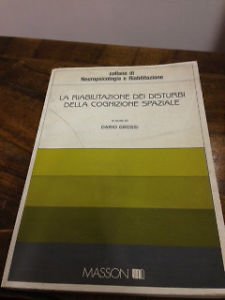 collana di
Neuropsicologia e Riabilitazione
LA RIABILITAZIONE DEI DISTURBI
DELLA COGNIZIONE SPAZIALE
a cura di
DARIO GROSSI
MASSON